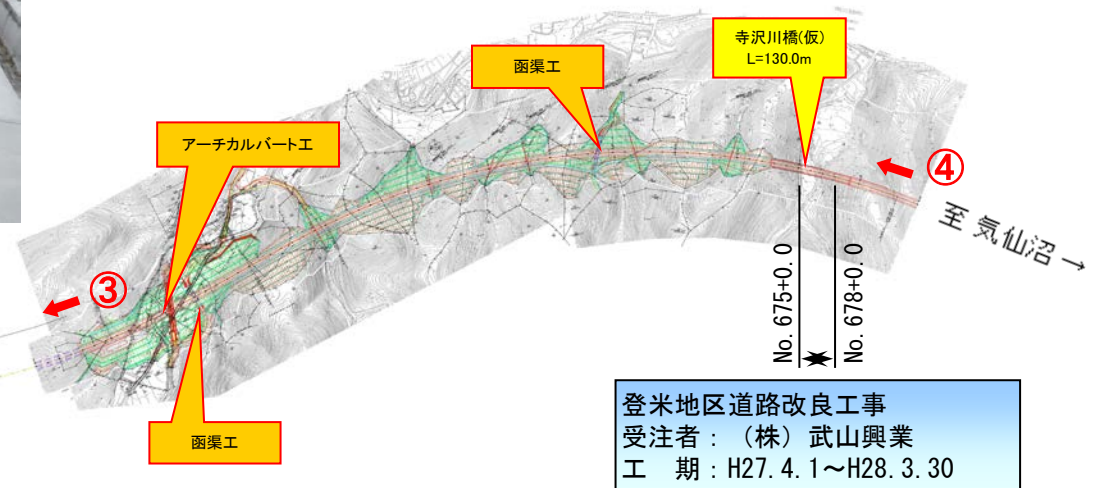 寺沢川橋(仮)
L=130.0m
函渠工
アーチカルバート工
④
至 気仙沼 →
③
No. 675+0.0
No. 678+0.0
函渠工
登米地区道路改良工事
受注者：（株）武山興業
工　期：H27.4.1～H28.3.30